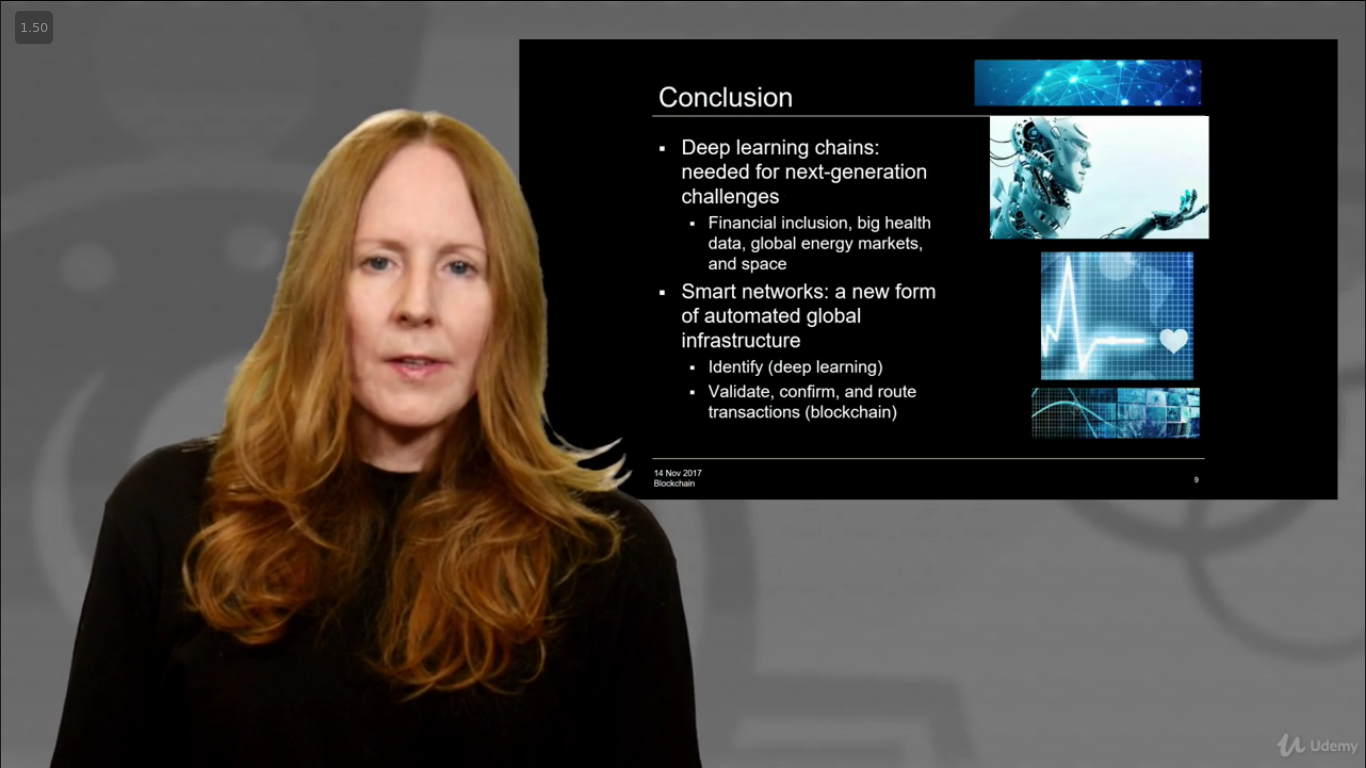 1.50
Conclusion
▪ Deep learning chains:
needed for next-generation
challenges
▪ Financial inclusion, big health
data, global energy markets,
and space
▪ Smart networks: a new form
of automated global
infrastructure
▪ Identify (deep learning)
▪ Validate, confirm, and route
transactions (blockchain)
14 Nov 2017
Blockchain
9
Udemy